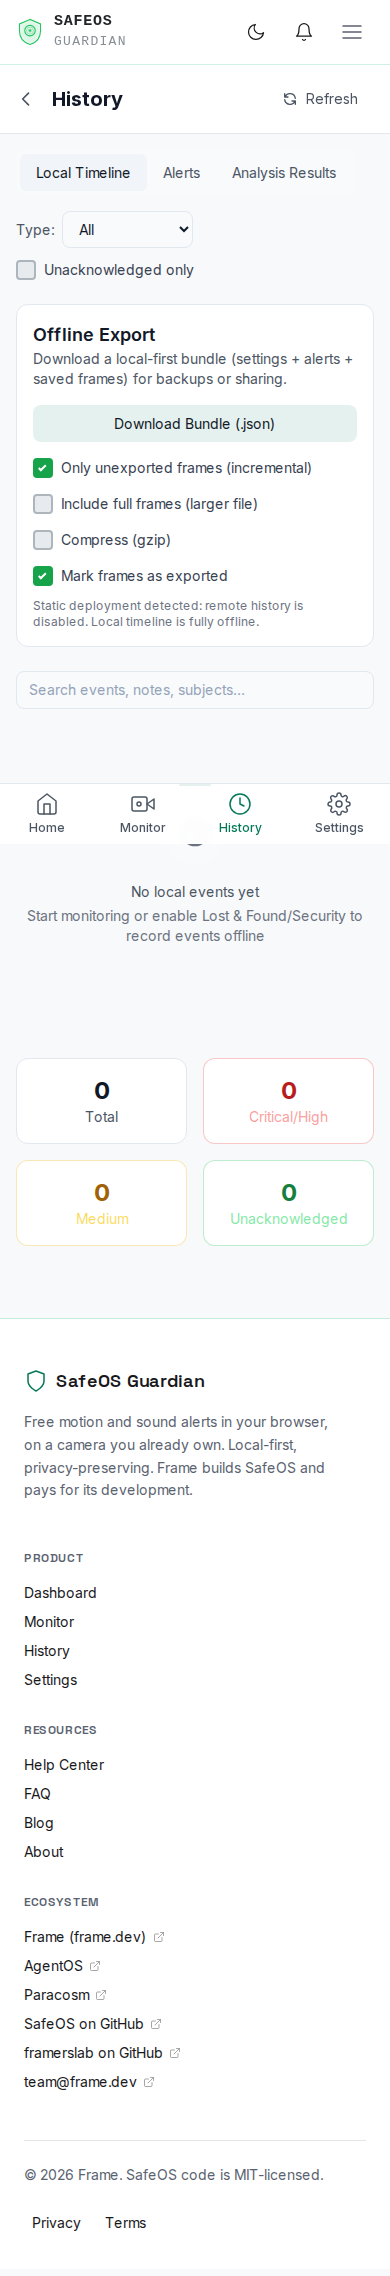 SAFEOS
GUARDIAN
History
Refresh
Local Timeline
Alerts
Analysis Results
Type:
All
Unacknowledged only
Offline Export
Download a local-first bundle (settings + alerts +
saved frames) for backups or sharing.
Download Bundle (.json)
Only unexported frames (incremental)
Include full frames (larger file)
Compress (gzip)
Mark frames as exported
Static deployment detected: remote history is
disabled. Local timeline is fully offline.
Search events, notes, subjects...
Home
Monitor
History
Settings
No local events yet
Start monitoring or enable Lost & Found/Security to
record events offline
0
Total
0
Critical/High
0
Medium
0
Unacknowledged
SafeOS Guardian
Free motion and sound alerts in your browser,
on a camera you already own. Local-first,
privacy-preserving. Frame builds SafeOS and
pays for its development.
PRODUCT
Dashboard
Monitor
History
Settings
RESOURCES
Help Center
FAQ
Blog
About
ECOSYSTEM
Frame (frame.dev)
AgentOS
Paracosm
SafeOS on GitHub
framerslab on GitHub
team@frame.dev
© 2026 Frame. SafeOS code is MIT-licensed.
Privacy
Terms